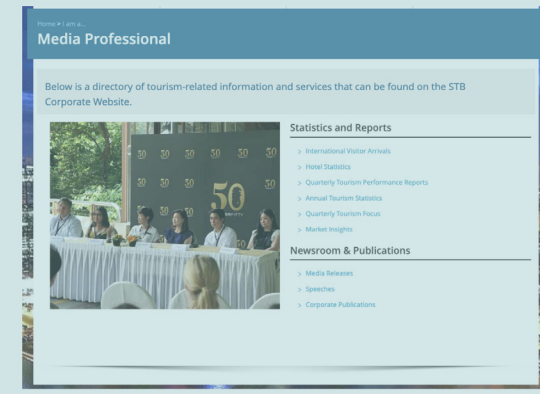 Home > I am a...
Media Professional
Below is a directory of tourism-related information and services that can be found on the STB
Corporate Website.
Statistics and Reports
> International Visitor Arrivals
> Hotel Statistics
> Quarterly Tourism Performance Reports
> Annual Tourism Statistics
> Quarterly Tourism Focus
> Market Insights
Newsroom & Publications
> Media Releases
> Speeches
> Corporate Publications
50 50 50 50 50 50
50 50 50 50
50